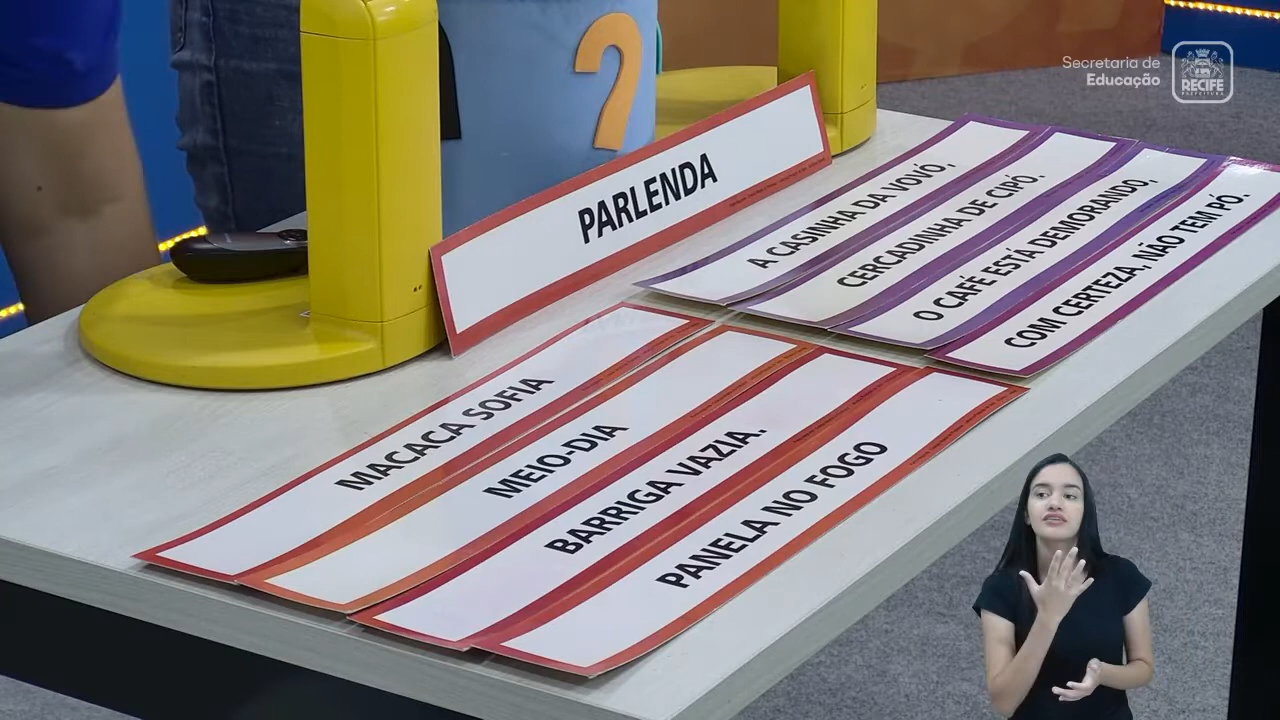 Secretaria de
Educação
RECIFE
PREFEITURA
?
PARLENDA
A CASINHA DA VOVÓ,
CERCADINHA DE CIPÓ.
O CAFÉ ESTÁ DEMORANDO,
COM CERTEZA, NÃO TEM PÓ.
MACACA SOFIA
MEIO-DIA
BARRIGA VAZIA.
PANELA NO FOGO